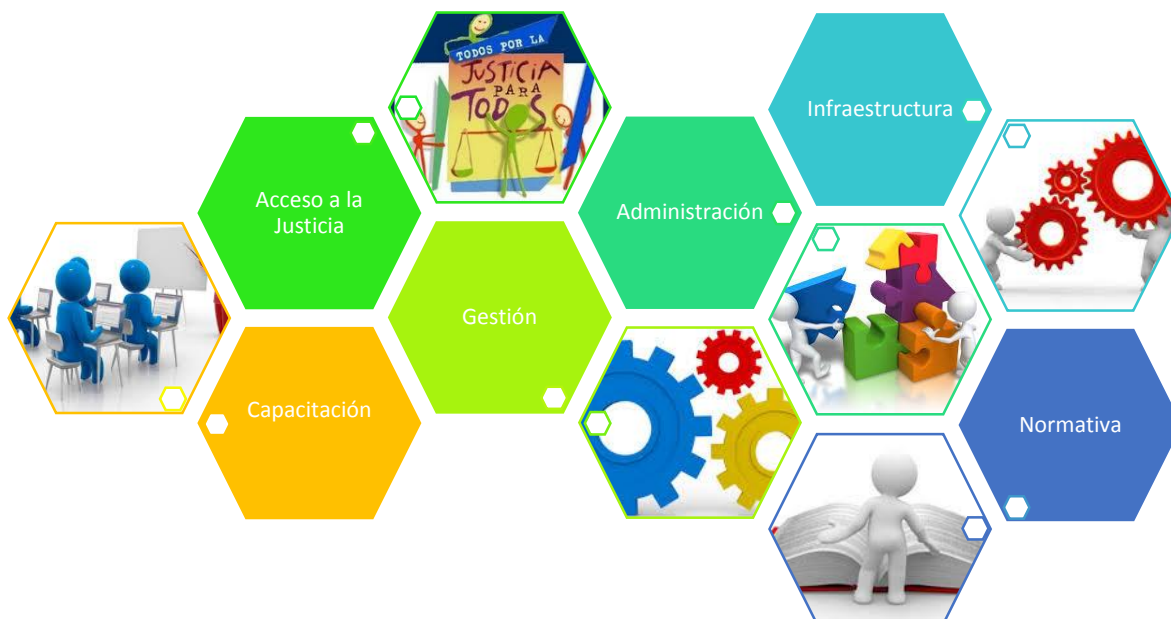 TODOS POR LA
JUSTICIA
PARA
TODOS
Infraestructura
Acceso a la
Justicia
Administración
Gestión
Capacitación
Normativa